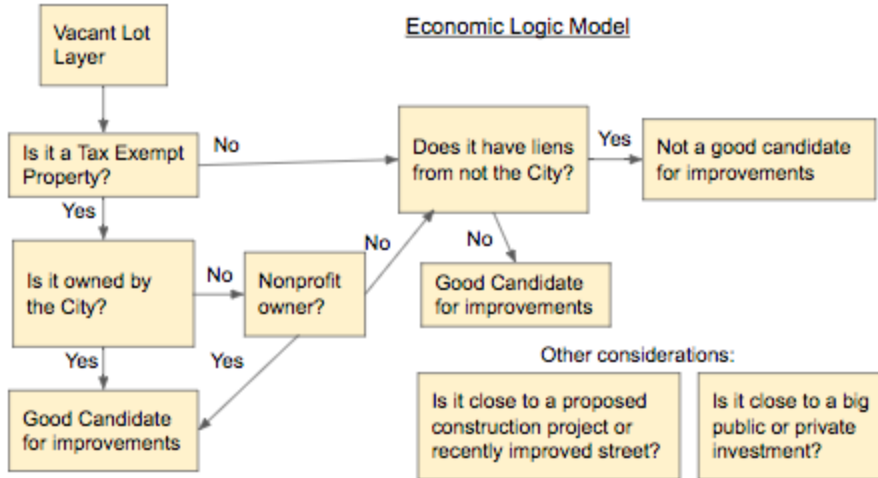 Economic Logic Model
Vacant Lot
Layer
Is it a Tax Exempt
Property?
No
Does it have liens
from not the City?
Yes
Not a good candidate
for improvements
Yes
Is it owned by
the City?
No
Nonprofit
owner?
No
No
Good Candidate
for improvements
Yes
Yes
Good Candidate
for improvements
Other considerations:
Is it close to a proposed
construction project or
recently improved street?
Is it close to a big
public or private
investment?